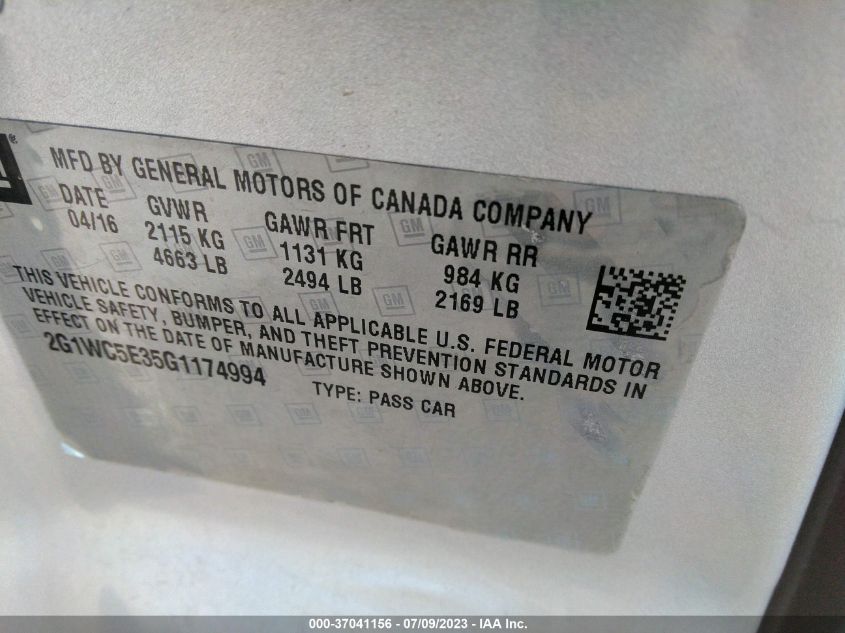 MFD BY GENERAL MOTORS OF CANADA COMPANY
DATE GVWR GAWR FRT GAWR RR
04/16 2115 KG 1131 KG 984 KG
4663 LB 2494 LB 2169 LB
THIS VEHICLE CONFORMS TO ALL APPLICABLE U.S. FEDERAL MOTOR
VEHICLE SAFETY, BUMPER, AND THEFT PREVENTION STANDARDS IN
EFFECT ON THE DATE OF MANUFACTURE SHOWN ABOVE.
2G1WC5E35G1174994 TYPE: PASS CAR
000-37041156 - 07/09/2023 - IAA Inc.